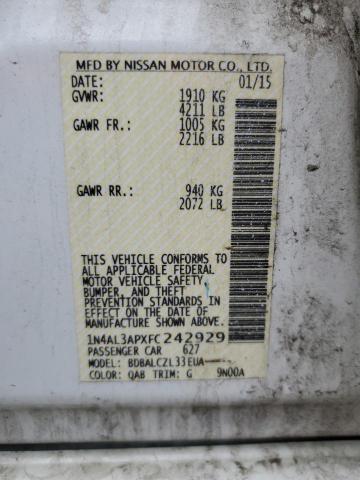 MFD BY NISSAN MOTOR CO., LTD.
DATE: 01/15
GVWR: 1910 KG
4211 LB
GAWR FR.: 1005 KG
2216 LB
GAWR RR.: 940 KG
2072 LB
THIS VEHICLE CONFORMS TO
ALL APPLICABLE FEDERAL
MOTOR VEHICLE SAFETY,
BUMPER, AND THEFT
PREVENTION STANDARDS IN
EFFECT ON THE DATE OF
MANUFACTURE SHOWN ABOVE.
1N4AL3APXFC242929
PASSENGER CAR 627
MODEL: BDBALCZL33EUA-----
COLOR: QAB TRIM: G 9N00A